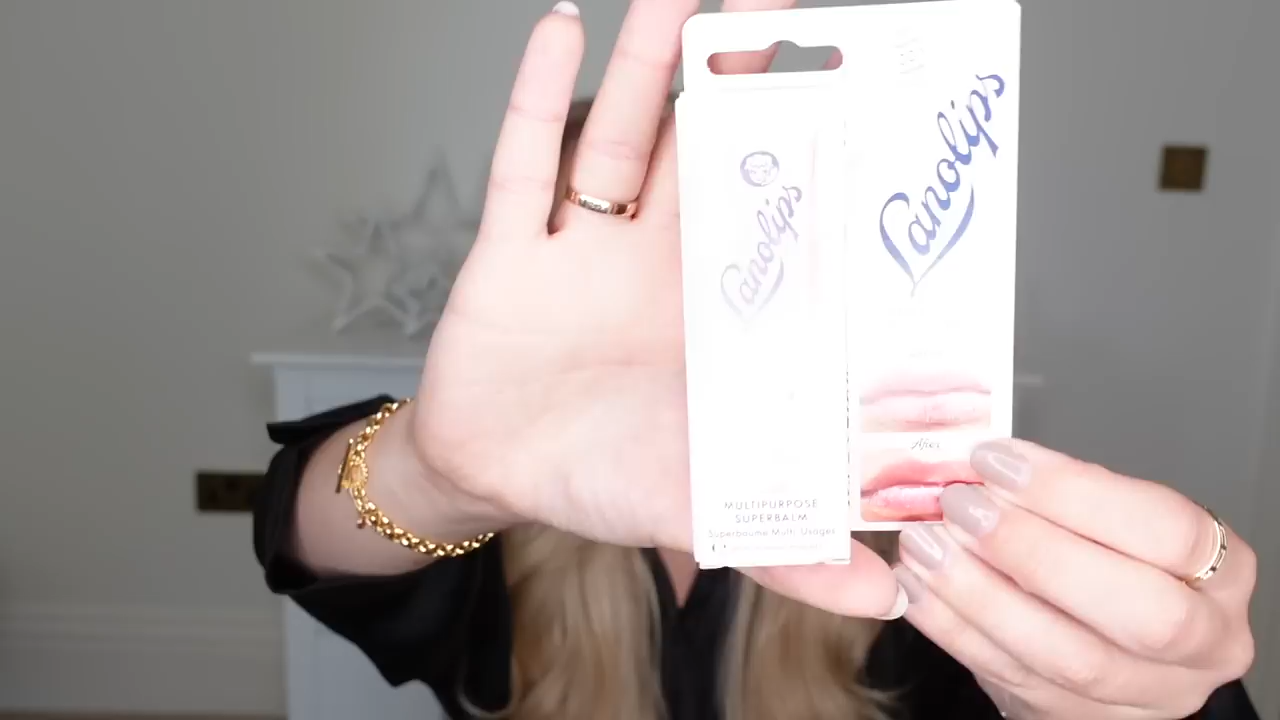 Lanolips
Lanolips
After
MULTIPURPOSE
SUPERBALM
Superbaume Multi-Usages